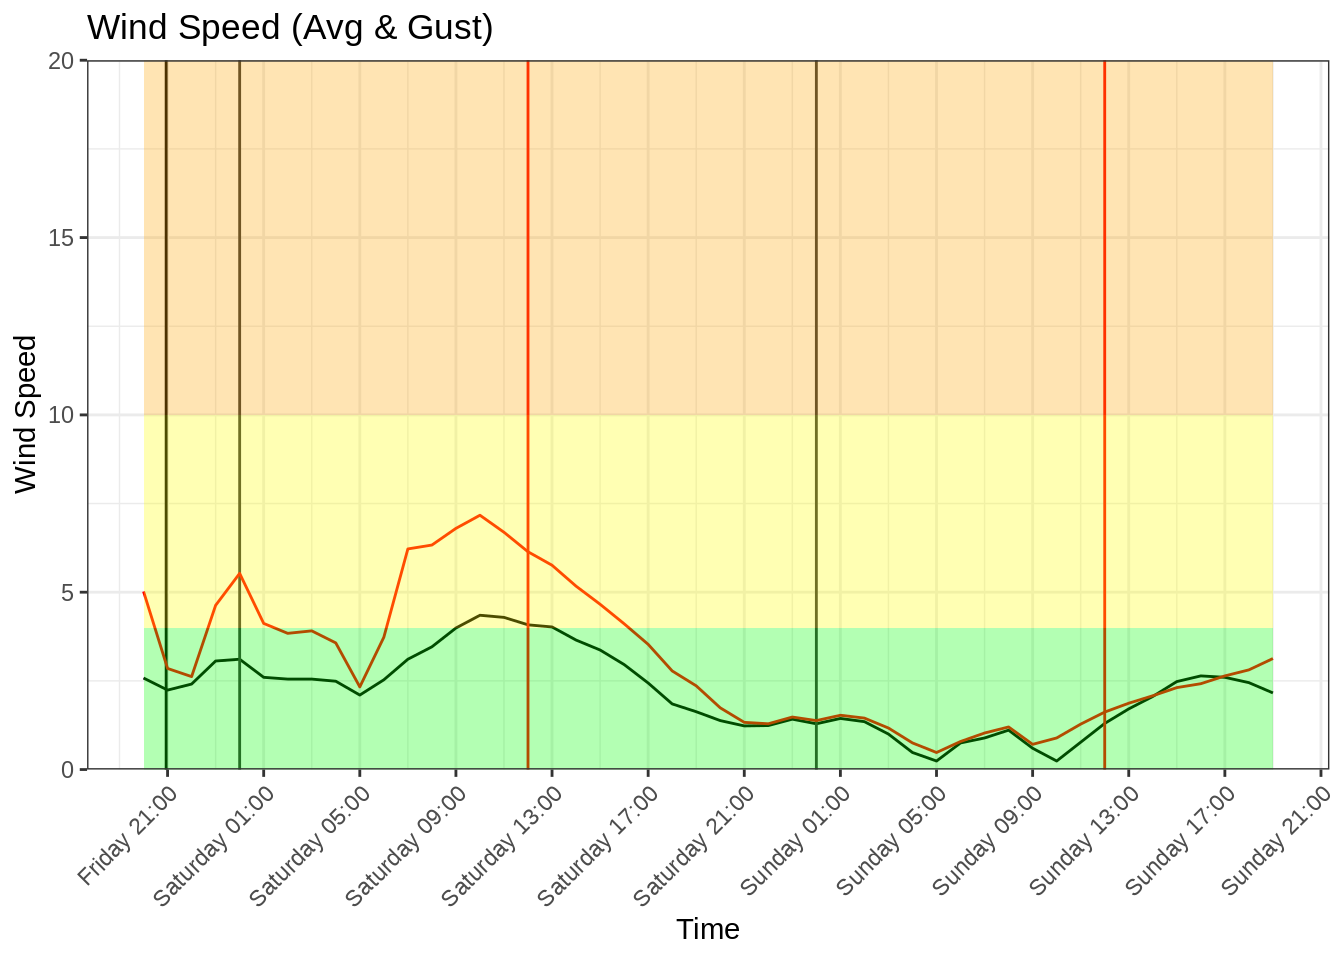 Wind Speed (Avg & Gust)
20
15
10
5
0
Wind Speed
Friday 21:00
Saturday 01:00
Saturday 05:00
Saturday 09:00
Saturday 13:00
Saturday 17:00
Saturday 21:00
Sunday 01:00
Sunday 05:00
Sunday 09:00
Sunday 13:00
Sunday 17:00
Sunday 21:00
Time